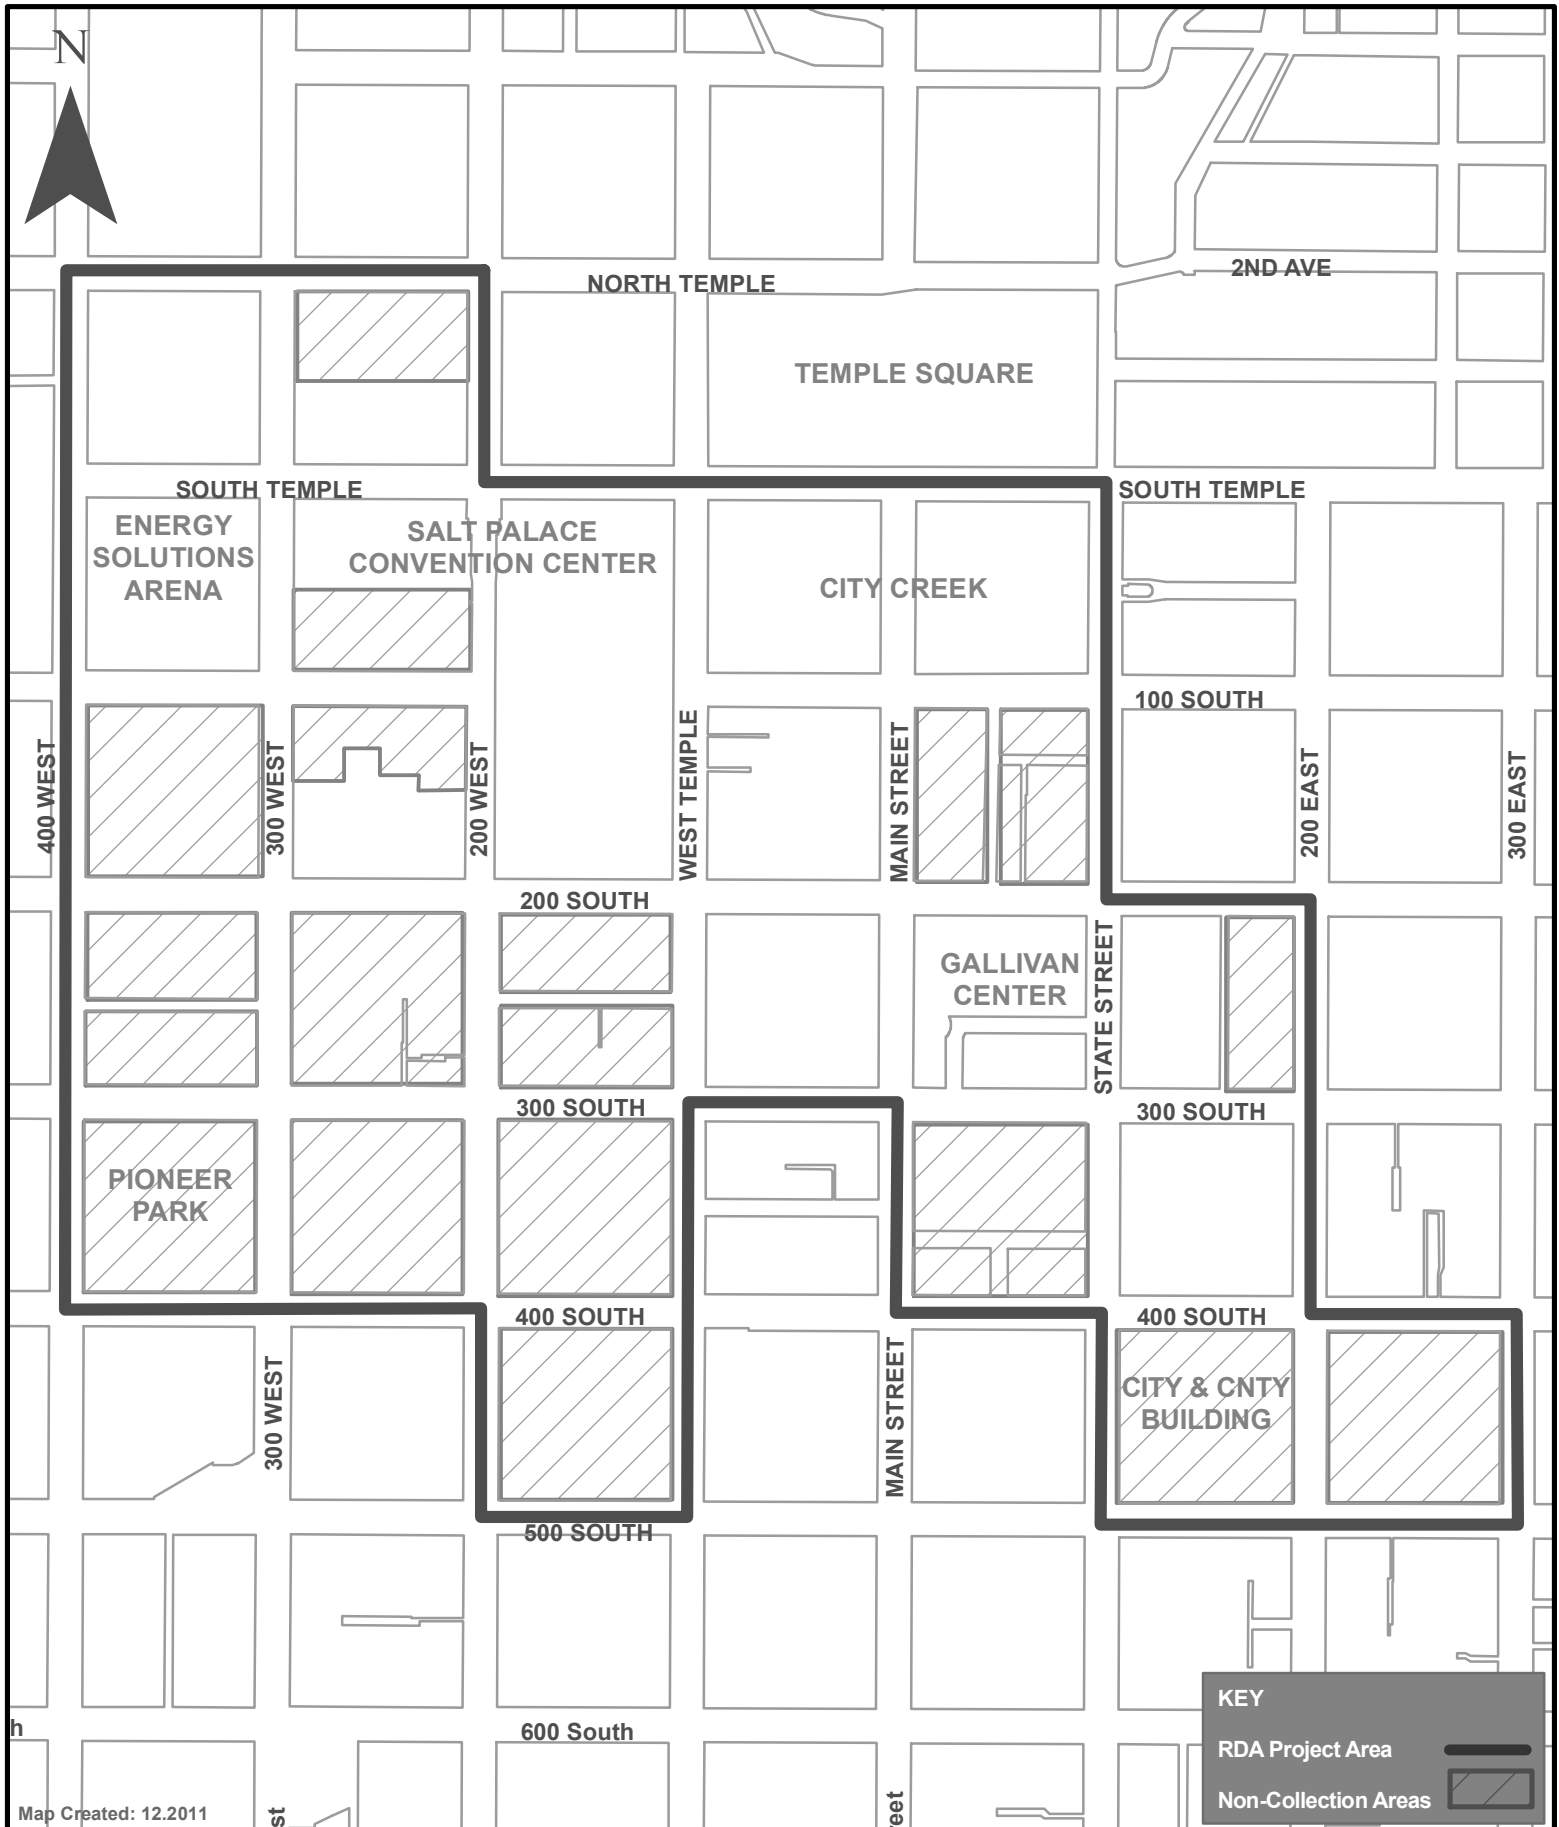 N
2ND AVE
NORTH TEMPLE
TEMPLE SQUARE
SOUTH TEMPLE
SOUTH TEMPLE
ENERGY
SOLUTIONS
ARENA
SALT PALACE
CONVENTION CENTER
CITY CREEK
100 SOUTH
400 WEST
300 WEST
200 WEST
WEST TEMPLE
MAIN STREET
200 EAST
300 EAST
200 SOUTH
GALLIVAN
CENTER
STATE STREET
300 SOUTH
300 SOUTH
PIONEER
PARK
400 SOUTH
400 SOUTH
300 WEST
MAIN STREET
CITY & CNTY
BUILDING
500 SOUTH
h
600 South
st
eet
KEY
RDA Project Area
Non-Collection Areas
Map Created: 12.2011